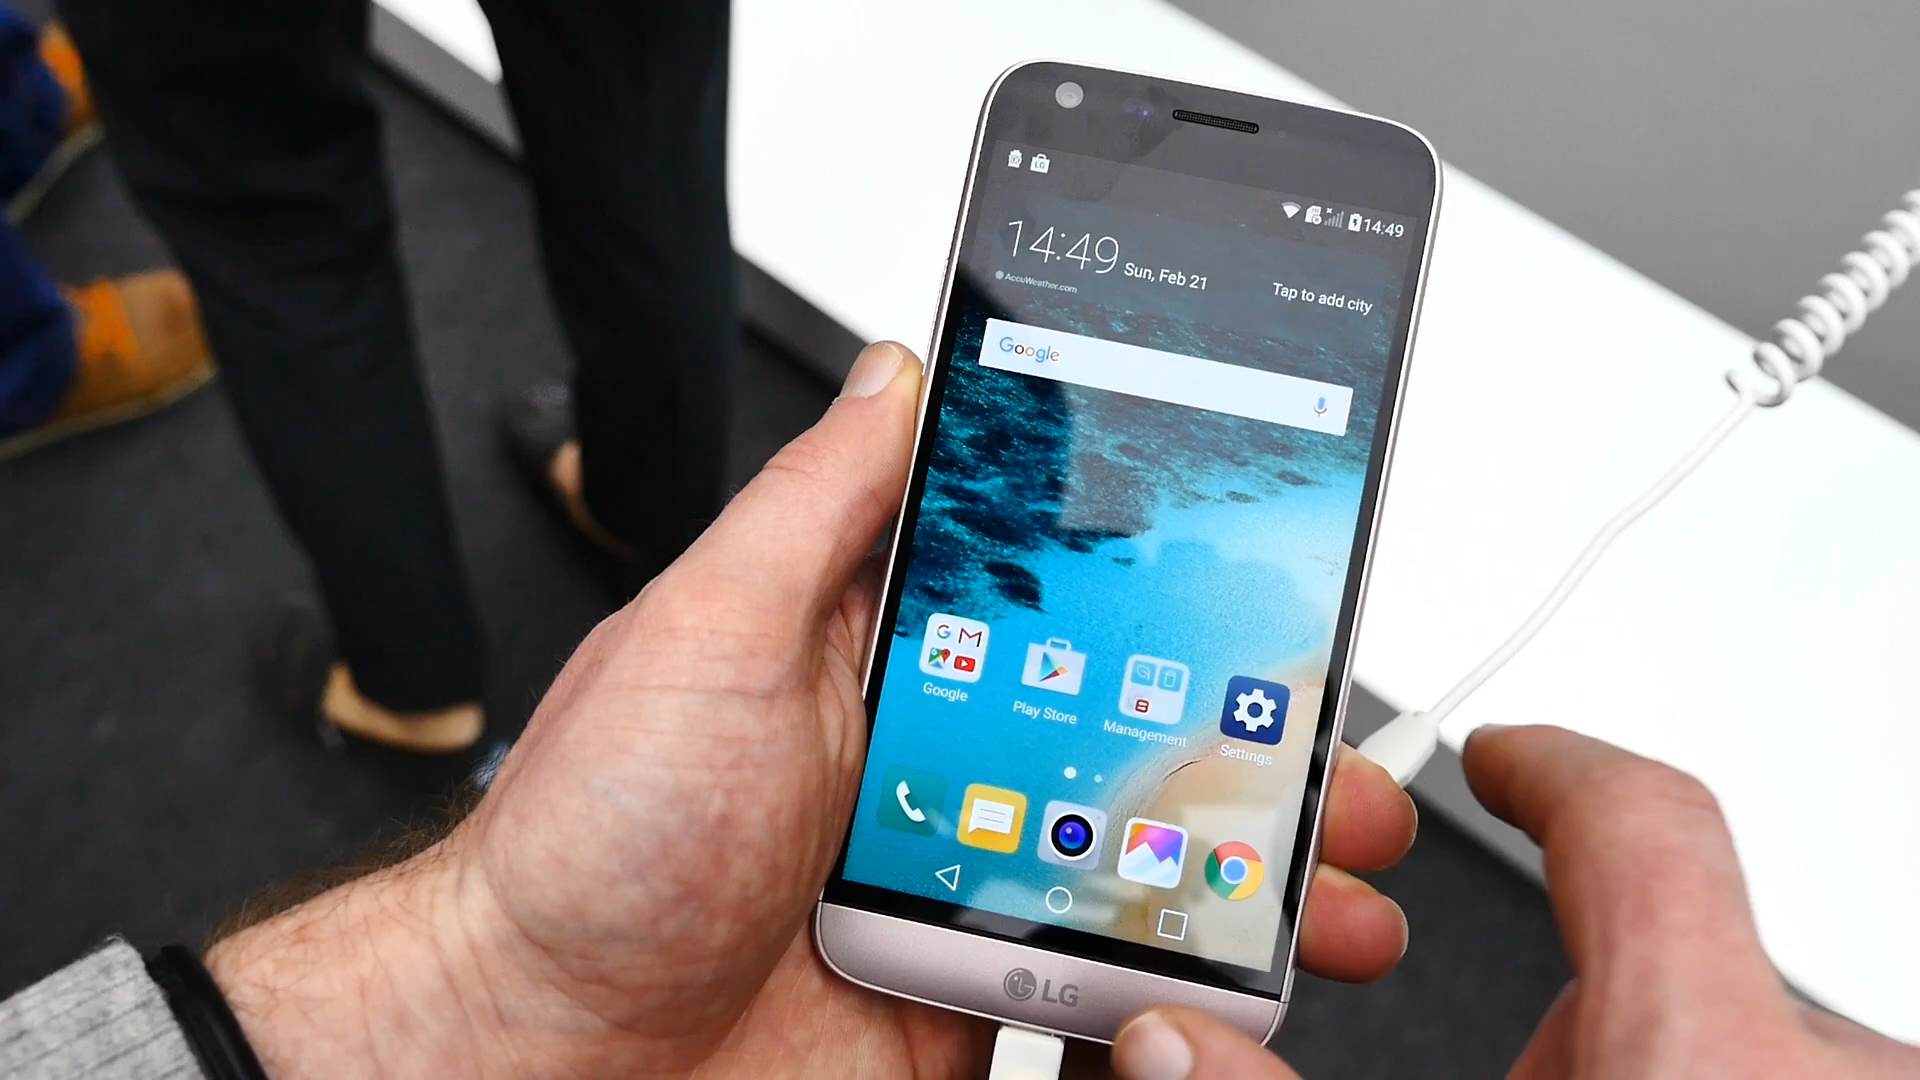 14:49
14:49 Sun, Feb 21
AccuWeather.com
Tap to add city
Google
Google
Play Store
Management
Settings
LG